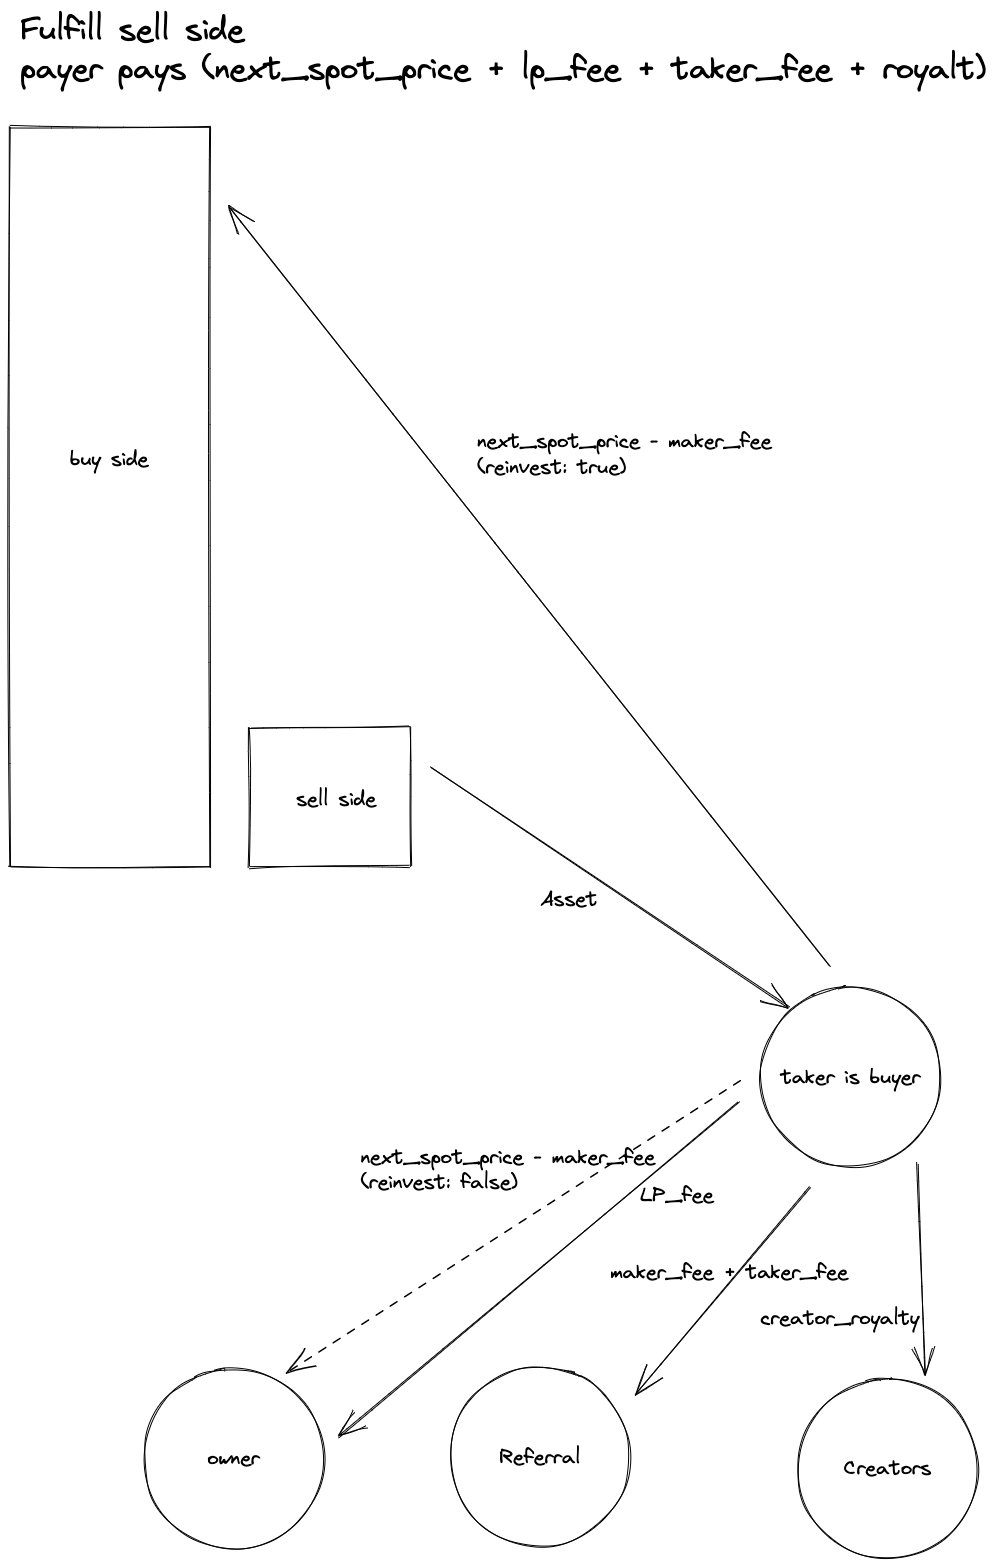 Fulfill sell side
payer pays (next_spot_price + lp_fee + taker_fee + royalt)
next_spot_price - maker_fee
(reinvest: true)
buy side
sell side
Asset
taker is buyer
next_spot_price - maker_fee
(reinvest: false)
LP_fee
maker_fee + taker_fee
creator_royalty
owner
Referral
Creators